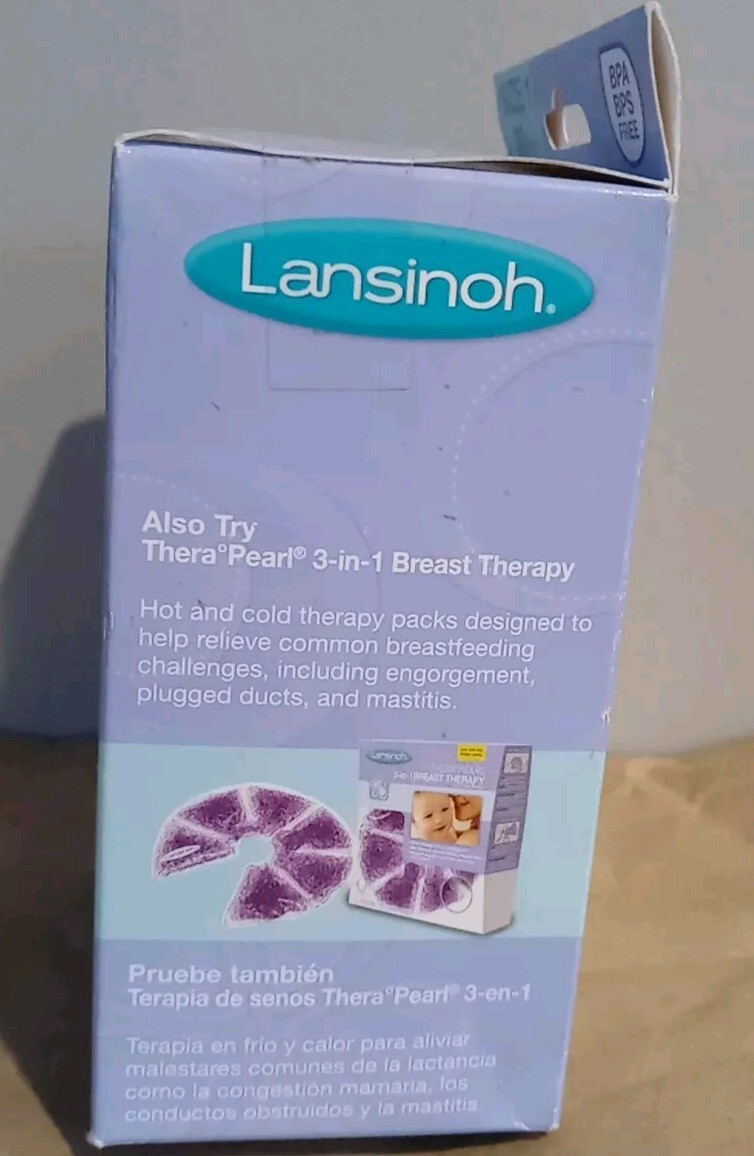 BPA
BPS
FREE
Lansinoh®
Also Try
Thera°Pearl® 3-in-1 Breast Therapy
Hot and cold therapy packs designed to
help relieve common breastfeeding
challenges, including engorgement,
plugged ducts, and mastitis.
Lansinoh
THERA°PEARL
3-in-1 BREAST THERAPY
Pruebe también
Terapia de senos Thera°Pearl® 3-en-1
Terapia en frío y calor para aliviar
malestares comunes de la lactancia
como la congestión mamaria, los
conductos obstruidos y la mastitis.